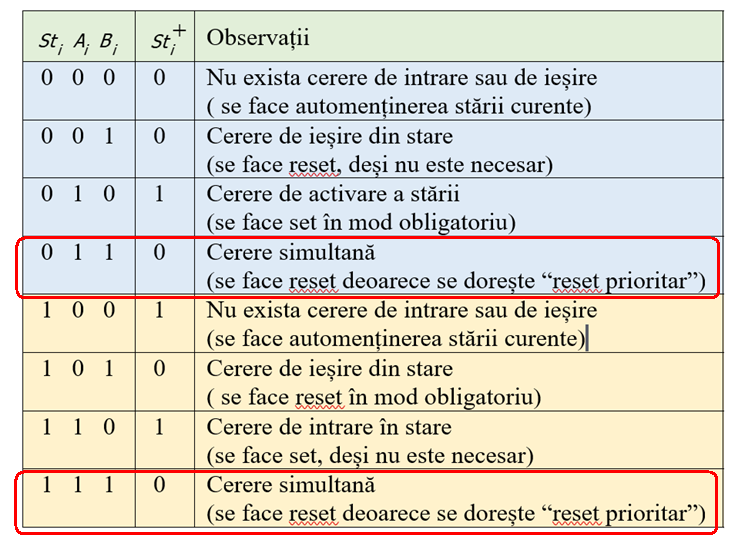 St_i A_i B_i St_i^+ Observații
0 0 0 0 Nu exista cerere de intrare sau de ieșire
( se face automenținerea stării curente)
0 0 1 0 Cerere de ieșire din stare
(se face reset, deși nu este necesar)
0 1 0 1 Cerere de activare a stării
(se face set în mod obligatoriu)
0 1 1 0 Cerere simultană
(se face reset deoarece se dorește “reset prioritar”)
1 0 0 1 Nu exista cerere de intrare sau de ieșire
(se face automenținerea stării curente)
1 0 1 0 Cerere de ieșire din stare
( se face reset în mod obligatoriu)
1 1 0 1 Cerere de intrare în stare
(se face set, deși nu este necesar)
1 1 1 0 Cerere simultană
(se face reset deoarece se dorește “reset prioritar”)